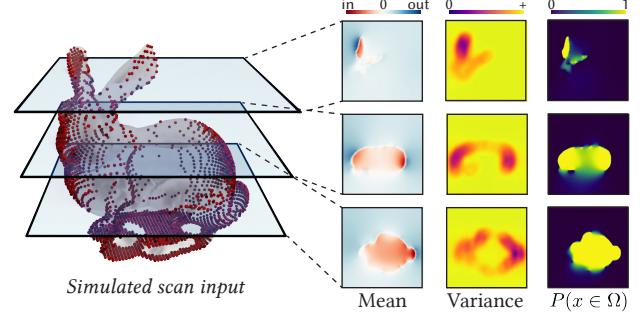 in 0 out 0 + 0 1
Simulated scan input
Mean Variance P(x ∈ Ω)